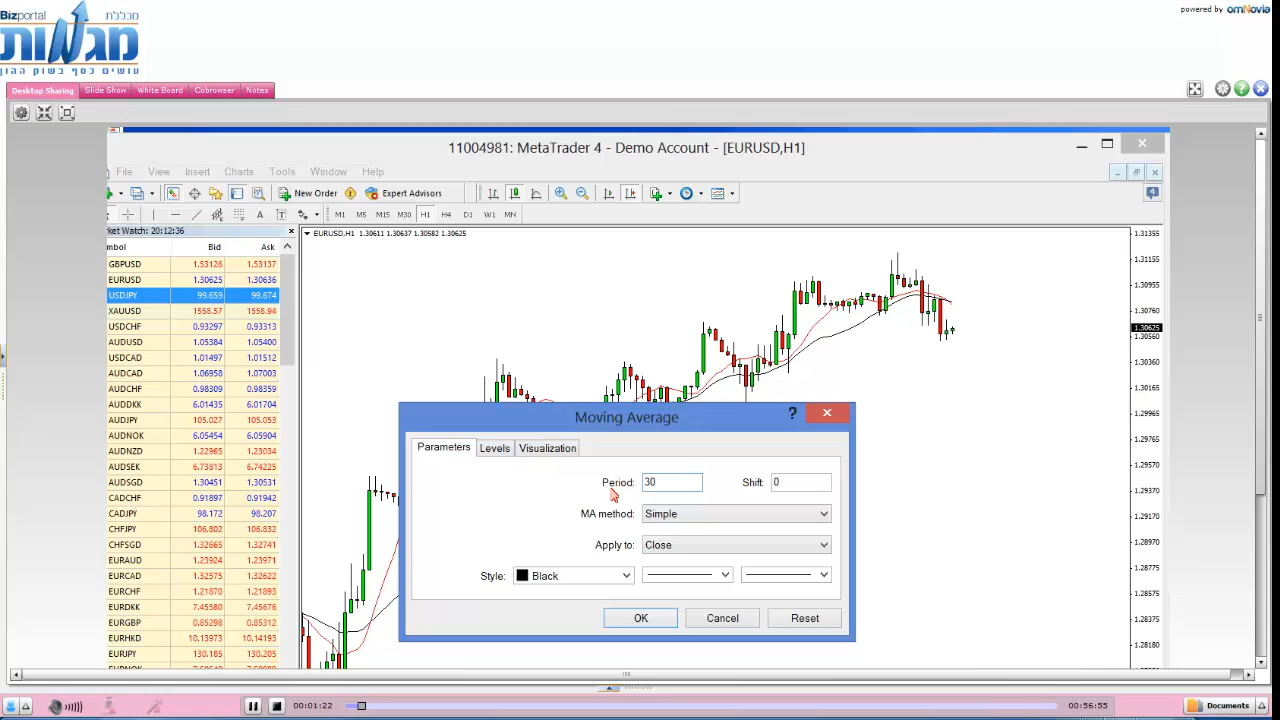 Bizportal מכללת
מגמות
עושים כסף בשוק ההון
powered by omNovia
Desktop Sharing Slide Show White Board Cobrowser Notes
11004981: MetaTrader 4 - Demo Account - [EURUSD,H1]
File View Insert Charts Tools Window Help
New Order Expert Advisors
4
A T M1 M5 M15 M30 H1 H4 D1 W1 MN
rket Watch: 20:12:36
mbol Bid Ask
GBPUSD 1.53126 1.53137
EURUSD 1.30625 1.30636
USDJPY 99.659 99.674
XAUUSD 1558.57 1558.94
USDCHF 0.93297 0.93313
AUDUSD 1.05384 1.05400
USDCAD 1.01497 1.01512
AUDCAD 1.06958 1.07003
AUDCHF 0.98309 0.98359
AUDDKK 6.01435 6.01704
AUDJPY 105.027 105.053
AUDNOK 6.05454 6.05904
AUDNZD 1.22951 1.23034
AUDSEK 6.73813 6.74225
CADCHF 0.91897 0.91942
CADJPY 98.167 98.207
CHFJPY 106.802 106.832
CHFSGD 1.32665 1.32741
EURAUD 1.23924 1.23971
EURCAD 1.32575 1.32622
EURCHF 1.21870 1.21893
EURDKK 7.45580 7.45676
EURGBP 0.85298 0.85312
EURHKD 10.13973 10.14193
EURJPY 130.185 130.205
EURUSD,H1 1.30611 1.30637 1.30582 1.30625
1.31355
1.31155
1.30955
1.30760
1.30625
1.30560
1.30360
1.30165
1.29965
1.29765
1.29570
1.29370
1.29170
1.28975
1.28775
1.28575
1.28380
1.28180
Moving Average ?
Parameters Levels Visualization
Period: 30 Shift: 0
MA method: Simple
Apply to: Close
Style: Black
OK Cancel Reset
00:01:22 00:56:55 Documents